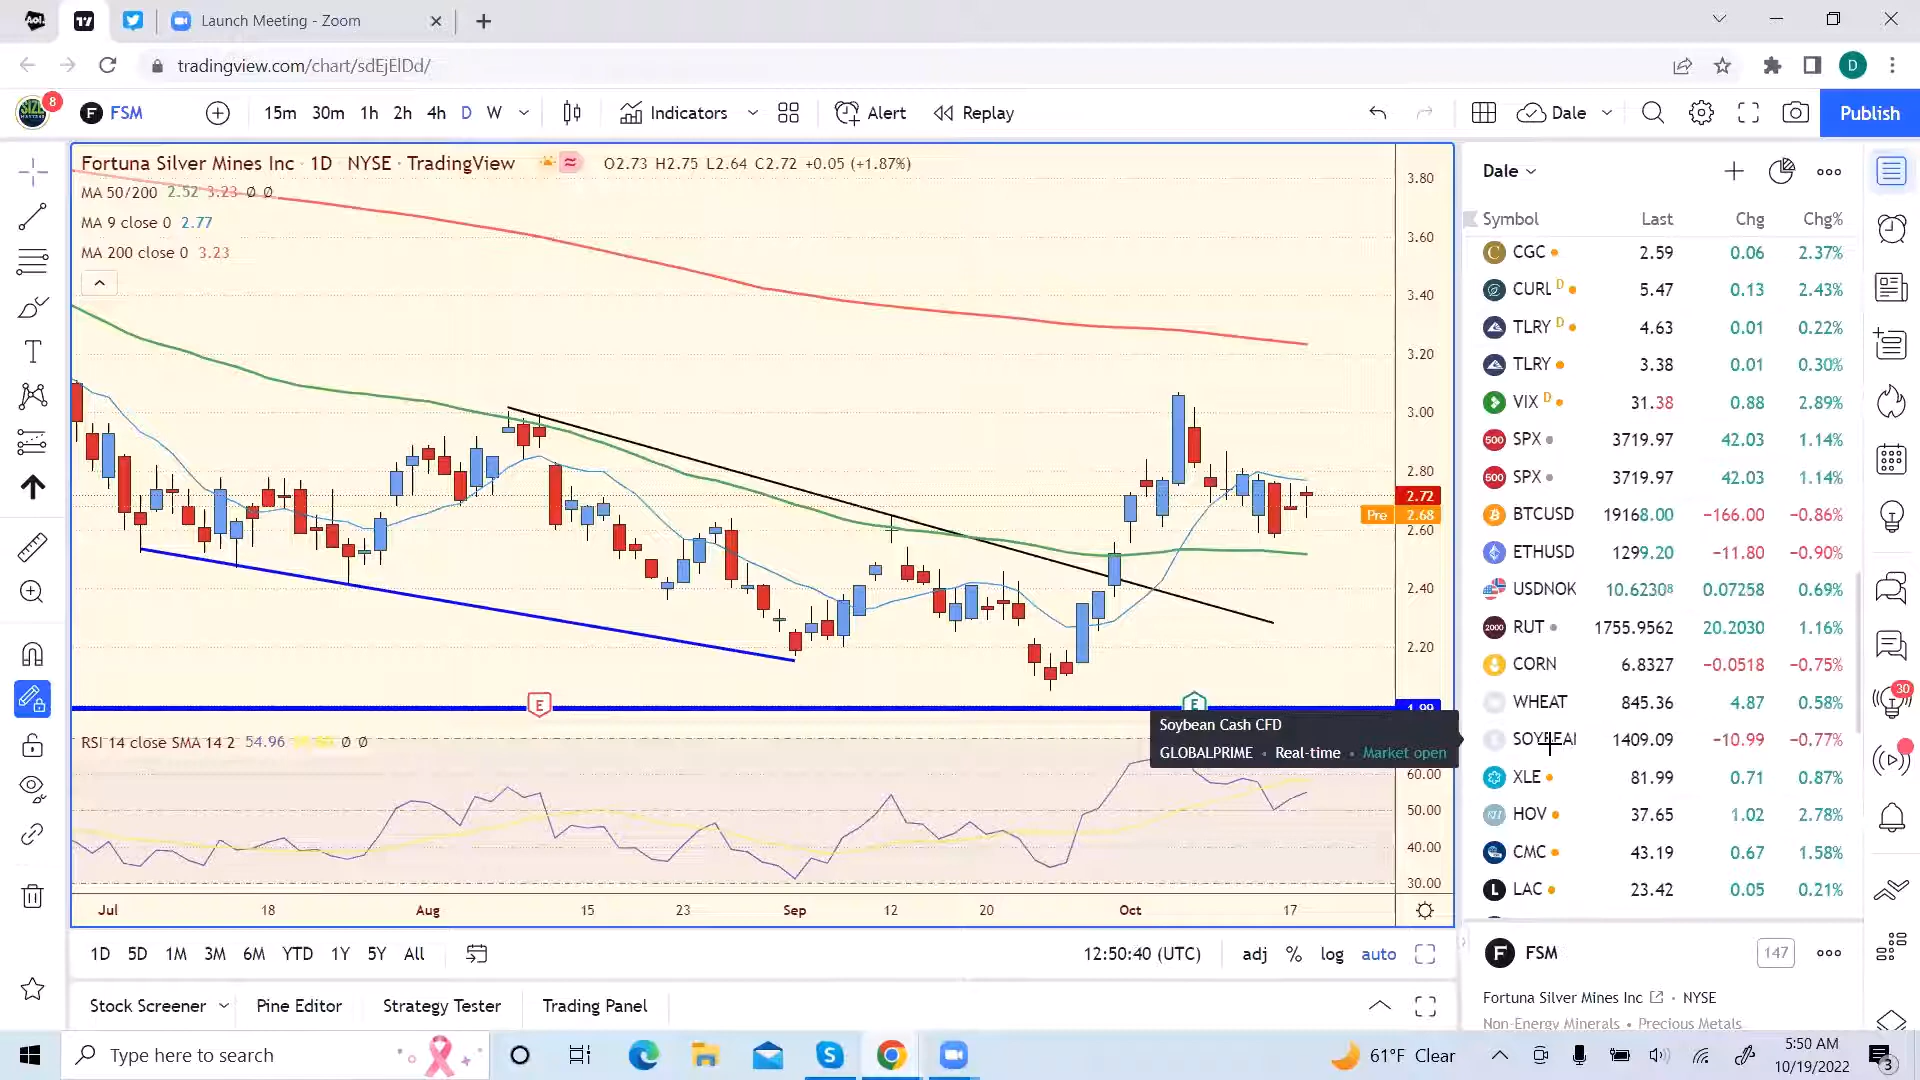 Aol.
Launch Meeting - Zoom
tradingview.com/chart/sdEjElDd/
D
8
F FSM
15m 30m 1h 2h 4h D W
Indicators
Alert
Replay
Dale
Publish
Fortuna Silver Mines Inc · 1D · NYSE · TradingView
O2.73 H2.75 L2.64 C2.72 +0.05 (+1.87%)
MA 50/200 2.52 3.23 Ø Ø
MA 9 close 0 2.77
MA 200 close 0 3.23
3.80
3.60
3.40
3.20
3.00
2.80
2.72
Pre 2.68
2.60
2.40
2.20
1.99
E
E
Soybean Cash CFD
GLOBALPRIME • Real-time • Market open
RSI 14 close SMA 14 2 54.96 Ø Ø
60.00
50.00
40.00
30.00
Jul 18 Aug 15 23 Sep 12 20 Oct 17
1D 5D 1M 3M 6M YTD 1Y 5Y All
12:50:40 (UTC)
adj % log auto
Stock Screener
Pine Editor
Strategy Tester
Trading Panel
Dale
Symbol Last Chg Chg%
CGC 2.59 0.06 2.37%
CURL D 5.47 0.13 2.43%
TLRY D 4.63 0.01 0.22%
TLRY 3.38 0.01 0.30%
VIX D 31.38 0.88 2.89%
500 SPX 3719.97 42.03 1.14%
500 SPX 3719.97 42.03 1.14%
BTCUSD 19168.00 −166.00 −0.86%
ETHUSD 1299.20 −11.80 −0.90%
USDNOK 10.62308 0.07258 0.69%
2000 RUT 1755.9562 20.2030 1.16%
CORN 6.8327 −0.0518 −0.75%
WHEAT 845.36 4.87 0.58%
SOYBEAN 1409.09 −10.99 −0.77%
XLE 81.99 0.71 0.87%
HOV 37.65 1.02 2.78%
CMC 43.19 0.67 1.58%
L LAC 23.42 0.05 0.21%
F FSM
147
Fortuna Silver Mines Inc • NYSE
Non-Energy Minerals • Precious Metals
30
Type here to search
61°F Clear
5:50 AM
10/19/2022
3